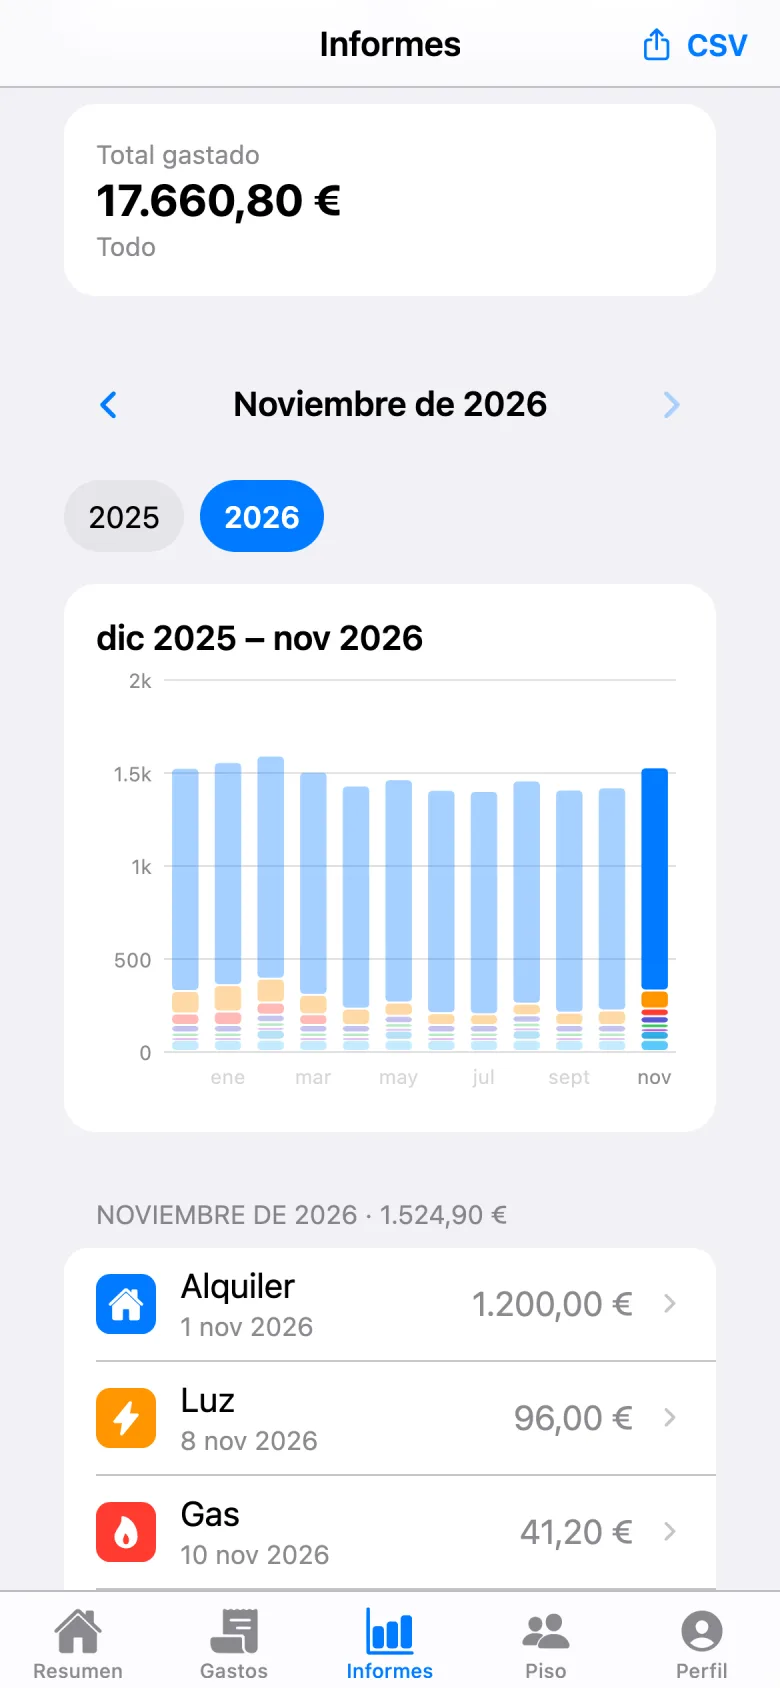 Informes
CSV
Total gastado
17.660,80 €
Todo
Noviembre de 2026
2025
2026
dic 2025 – nov 2026
2k
1.5k
1k
500
0
ene mar may jul sept nov
NOVIEMBRE DE 2026 · 1.524,90 €
Alquiler
1 nov 2026
1.200,00 €
Luz
8 nov 2026
96,00 €
Gas
10 nov 2026
41,20 €
Resumen
Gastos
Informes
Piso
Perfil